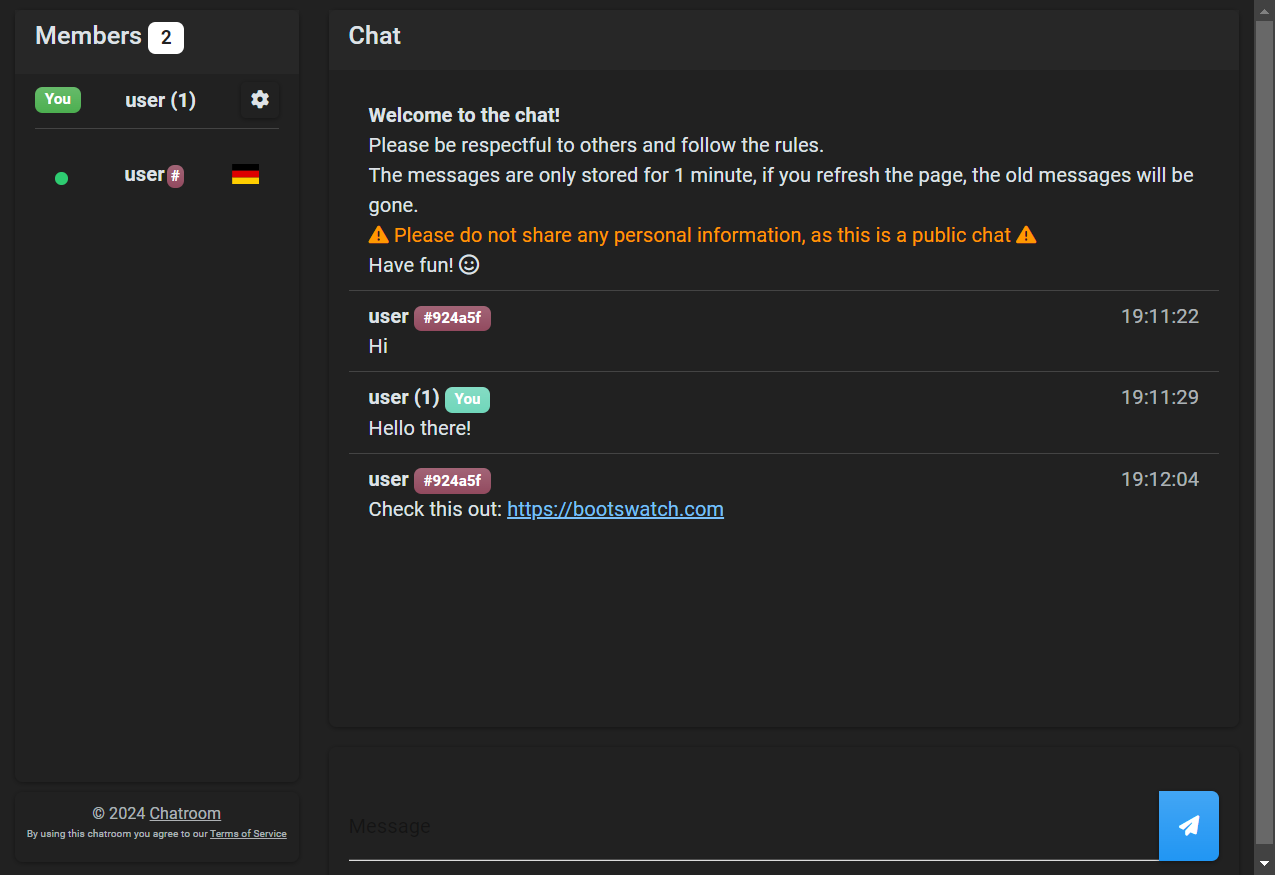 Members 2
You user (1)
user #
© 2024 Chatroom
By using this chatroom you agree to our Terms of Service
Chat
Welcome to the chat!
Please be respectful to others and follow the rules.
The messages are only stored for 1 minute, if you refresh the page, the old messages will be
gone.
Please do not share any personal information, as this is a public chat
Have fun!
user #924a5f 19:11:22
Hi
user (1) You 19:11:29
Hello there!
user #924a5f 19:12:04
Check this out: https://bootswatch.com
Message